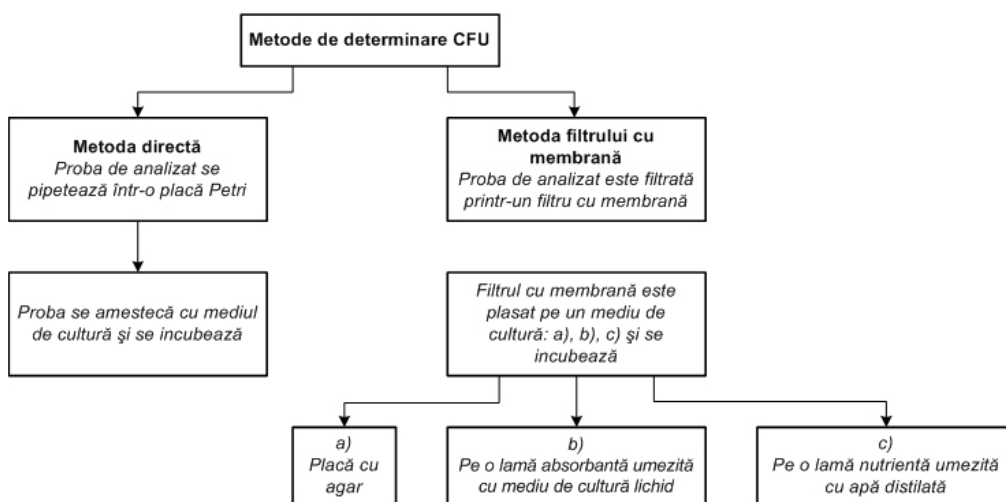 Metode de determinare CFU
Metoda directă
Proba de analizat se
pipetează într-o placă Petri
Metoda filtrului cu
membrană
Proba de analizat este filtrată
printr-un filtru cu membrană
Proba se amestecă cu mediul
de cultură şi se incubează
Filtrul cu membrană este
plasat pe un mediu de
cultură: a), b), c) şi se
incubează
a)
Placă cu
agar
b)
Pe o lamă absorbantă umezită
cu mediu de cultură lichid
c)
Pe o lamă nutrientă umezită
cu apă distilată